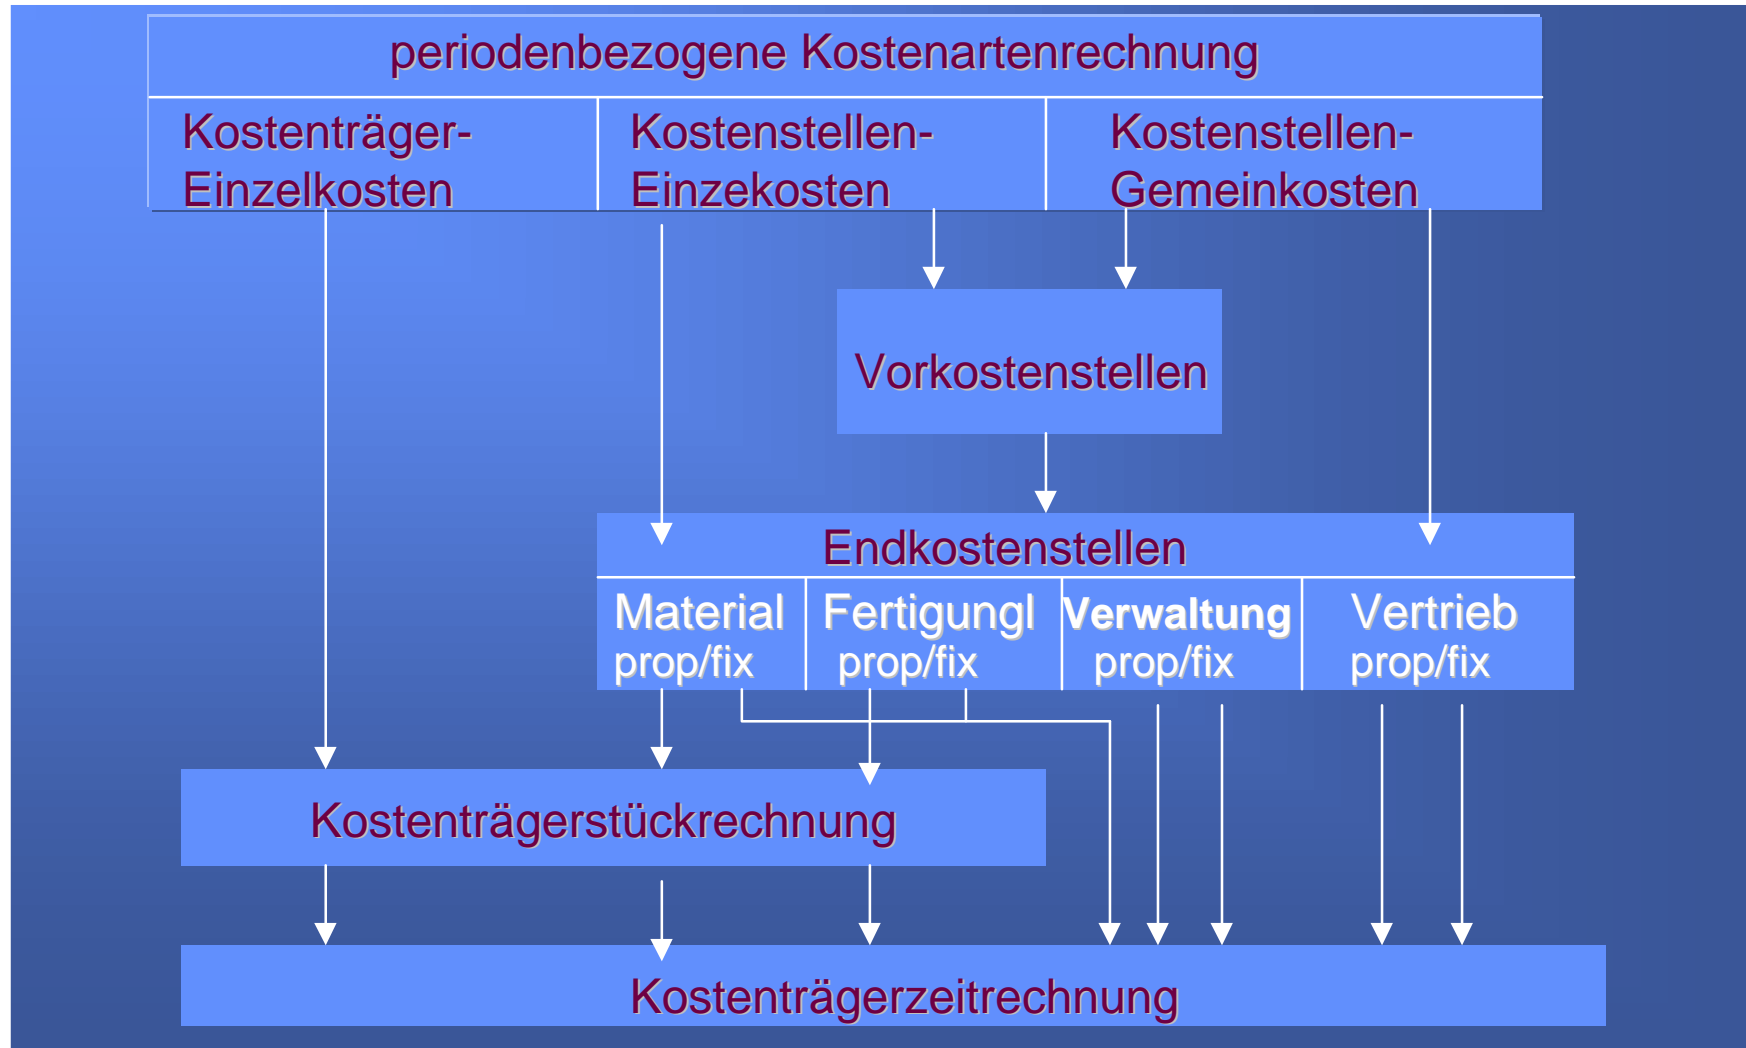 periodenbezogene Kostenartenrechnung
Kostenträger-
Einzelkosten
Kostenstellen-
Einzekosten
Kostenstellen-
Gemeinkosten
Vorkostenstellen
Endkostenstellen
Material
prop/fix
Fertigungl
prop/fix
Verwaltung
prop/fix
Vertrieb
prop/fix
Kostenträgerstückrechnung
Kostenträgerzeitrechnung